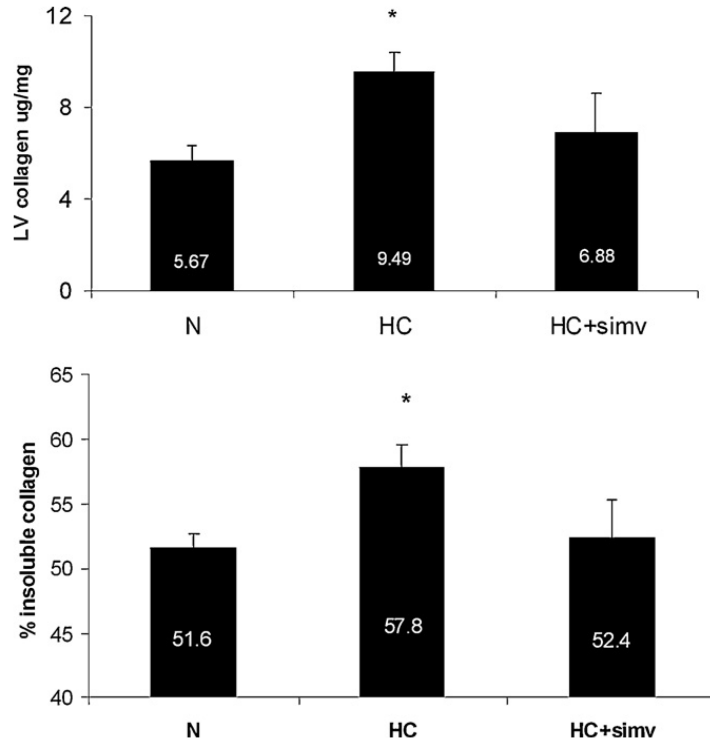 LV collagen ug/mg
12
*
8
4
0
5.67
9.49
6.88
N
HC
HC+simv
% insoluble collagen
65
*
60
55
50
45
40
51.6
57.8
52.4
N
HC
HC+simv